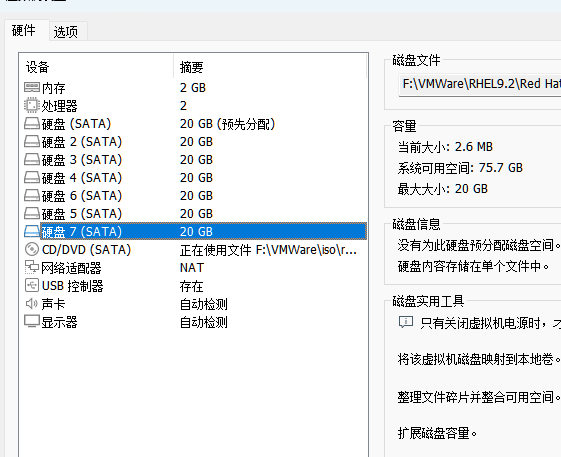 硬件 选项
设备 摘要
内存 2 GB
处理器 2
硬盘 (SATA) 20 GB (预先分配)
硬盘 2 (SATA) 20 GB
硬盘 3 (SATA) 20 GB
硬盘 4 (SATA) 20 GB
硬盘 6 (SATA) 20 GB
硬盘 5 (SATA) 20 GB
硬盘 7 (SATA) 20 GB
CD/DVD (SATA) 正在使用文件 F:\VMWare\iso\r...
网络适配器 NAT
USB 控制器 存在
声卡 自动检测
显示器 自动检测
磁盘文件
F:\VMWare\RHEL9.2\Red Hat
容量
当前大小: 2.6 MB
系统可用空间: 75.7 GB
最大大小: 20 GB
磁盘信息
没有为此硬盘预分配磁盘空间。
硬盘内容存储在单个文件中。
磁盘实用工具
只有关闭虚拟机电源时，
将该虚拟机磁盘映射到本地卷。
整理文件碎片并整合可用空间。
扩展磁盘容量。